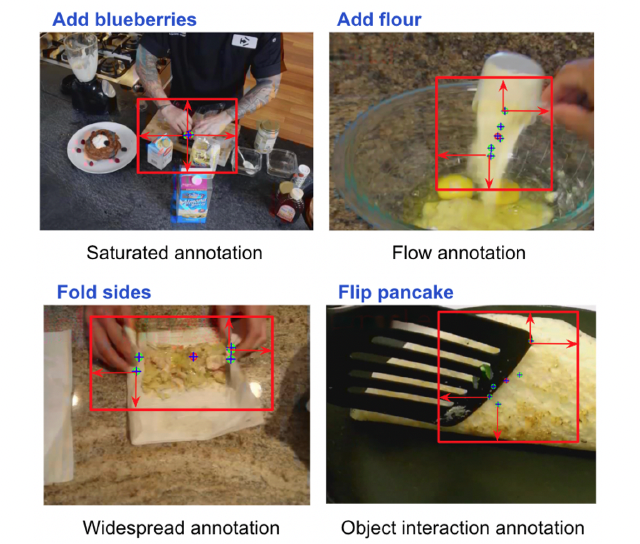 Add blueberries
Add flour
Saturated annotation
Flow annotation
Fold sides
Flip pancake
Widespread annotation
Object interaction annotation